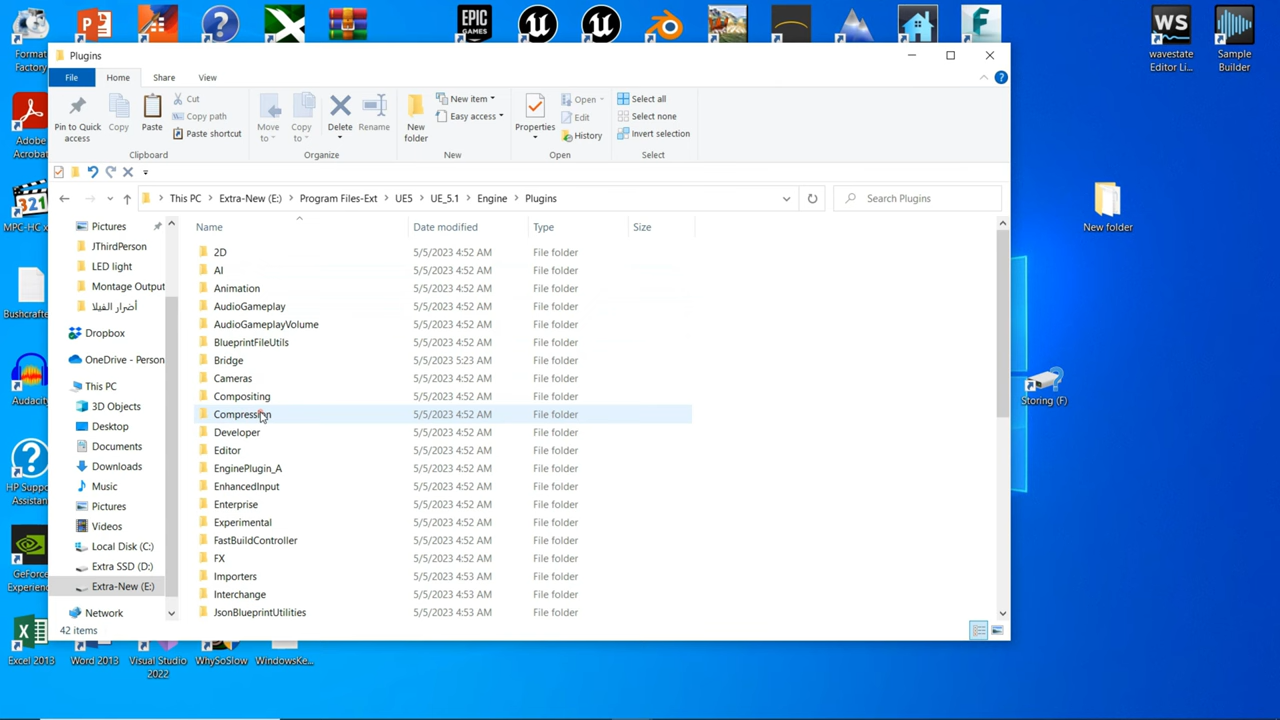 WS
EPIC
GAMES
Format
Factory
wavestate
Editor Li...
Sample
Builder
Plugins
File
Home
Share
View
Pin to Quick
access
Copy
Paste
Cut
Copy path
Paste shortcut
Move
to
Copy
to
Delete
Rename
New
folder
New item
Easy access
Properties
Open
Edit
History
Select all
Select none
Invert selection
Clipboard
Organize
New
Open
Select
Adobe
Acrobat
This PC > Extra-New (E:) > Program Files-Ext > UE5 > UE_5.1 > Engine > Plugins
Search Plugins
321
MPC-HC x
New folder
Pictures
JThirdPerson
LED light
Montage Output
أضرار الفيلا
Dropbox
OneDrive - Person
This PC
3D Objects
Desktop
Documents
Downloads
Music
Pictures
Videos
Local Disk (C:)
Extra SSD (D:)
Extra-New (E:)
Network
Name Date modified Type Size
2D 5/5/2023 4:52 AM File folder
AI 5/5/2023 4:52 AM File folder
Animation 5/5/2023 4:52 AM File folder
AudioGameplay 5/5/2023 4:52 AM File folder
AudioGameplayVolume 5/5/2023 4:52 AM File folder
BlueprintFileUtils 5/5/2023 4:52 AM File folder
Bridge 5/5/2023 5:23 AM File folder
Cameras 5/5/2023 4:52 AM File folder
Compositing 5/5/2023 4:52 AM File folder
Compression 5/5/2023 4:52 AM File folder
Developer 5/5/2023 4:52 AM File folder
Editor 5/5/2023 4:52 AM File folder
EnginePlugin_A 5/5/2023 4:52 AM File folder
EnhancedInput 5/5/2023 4:52 AM File folder
Enterprise 5/5/2023 4:52 AM File folder
Experimental 5/5/2023 4:52 AM File folder
FastBuildController 5/5/2023 4:52 AM File folder
FX 5/5/2023 4:52 AM File folder
Importers 5/5/2023 4:53 AM File folder
Interchange 5/5/2023 4:53 AM File folder
JsonBlueprintUtilities 5/5/2023 4:53 AM File folder
42 items
Bushcrafte
Audacity
HP Suppo
Assistan
GeForce
Experienc
Storing (F)
Excel 2013
Word 2013
Visual Studio
2022
WhySoSlow
WindowsKe...